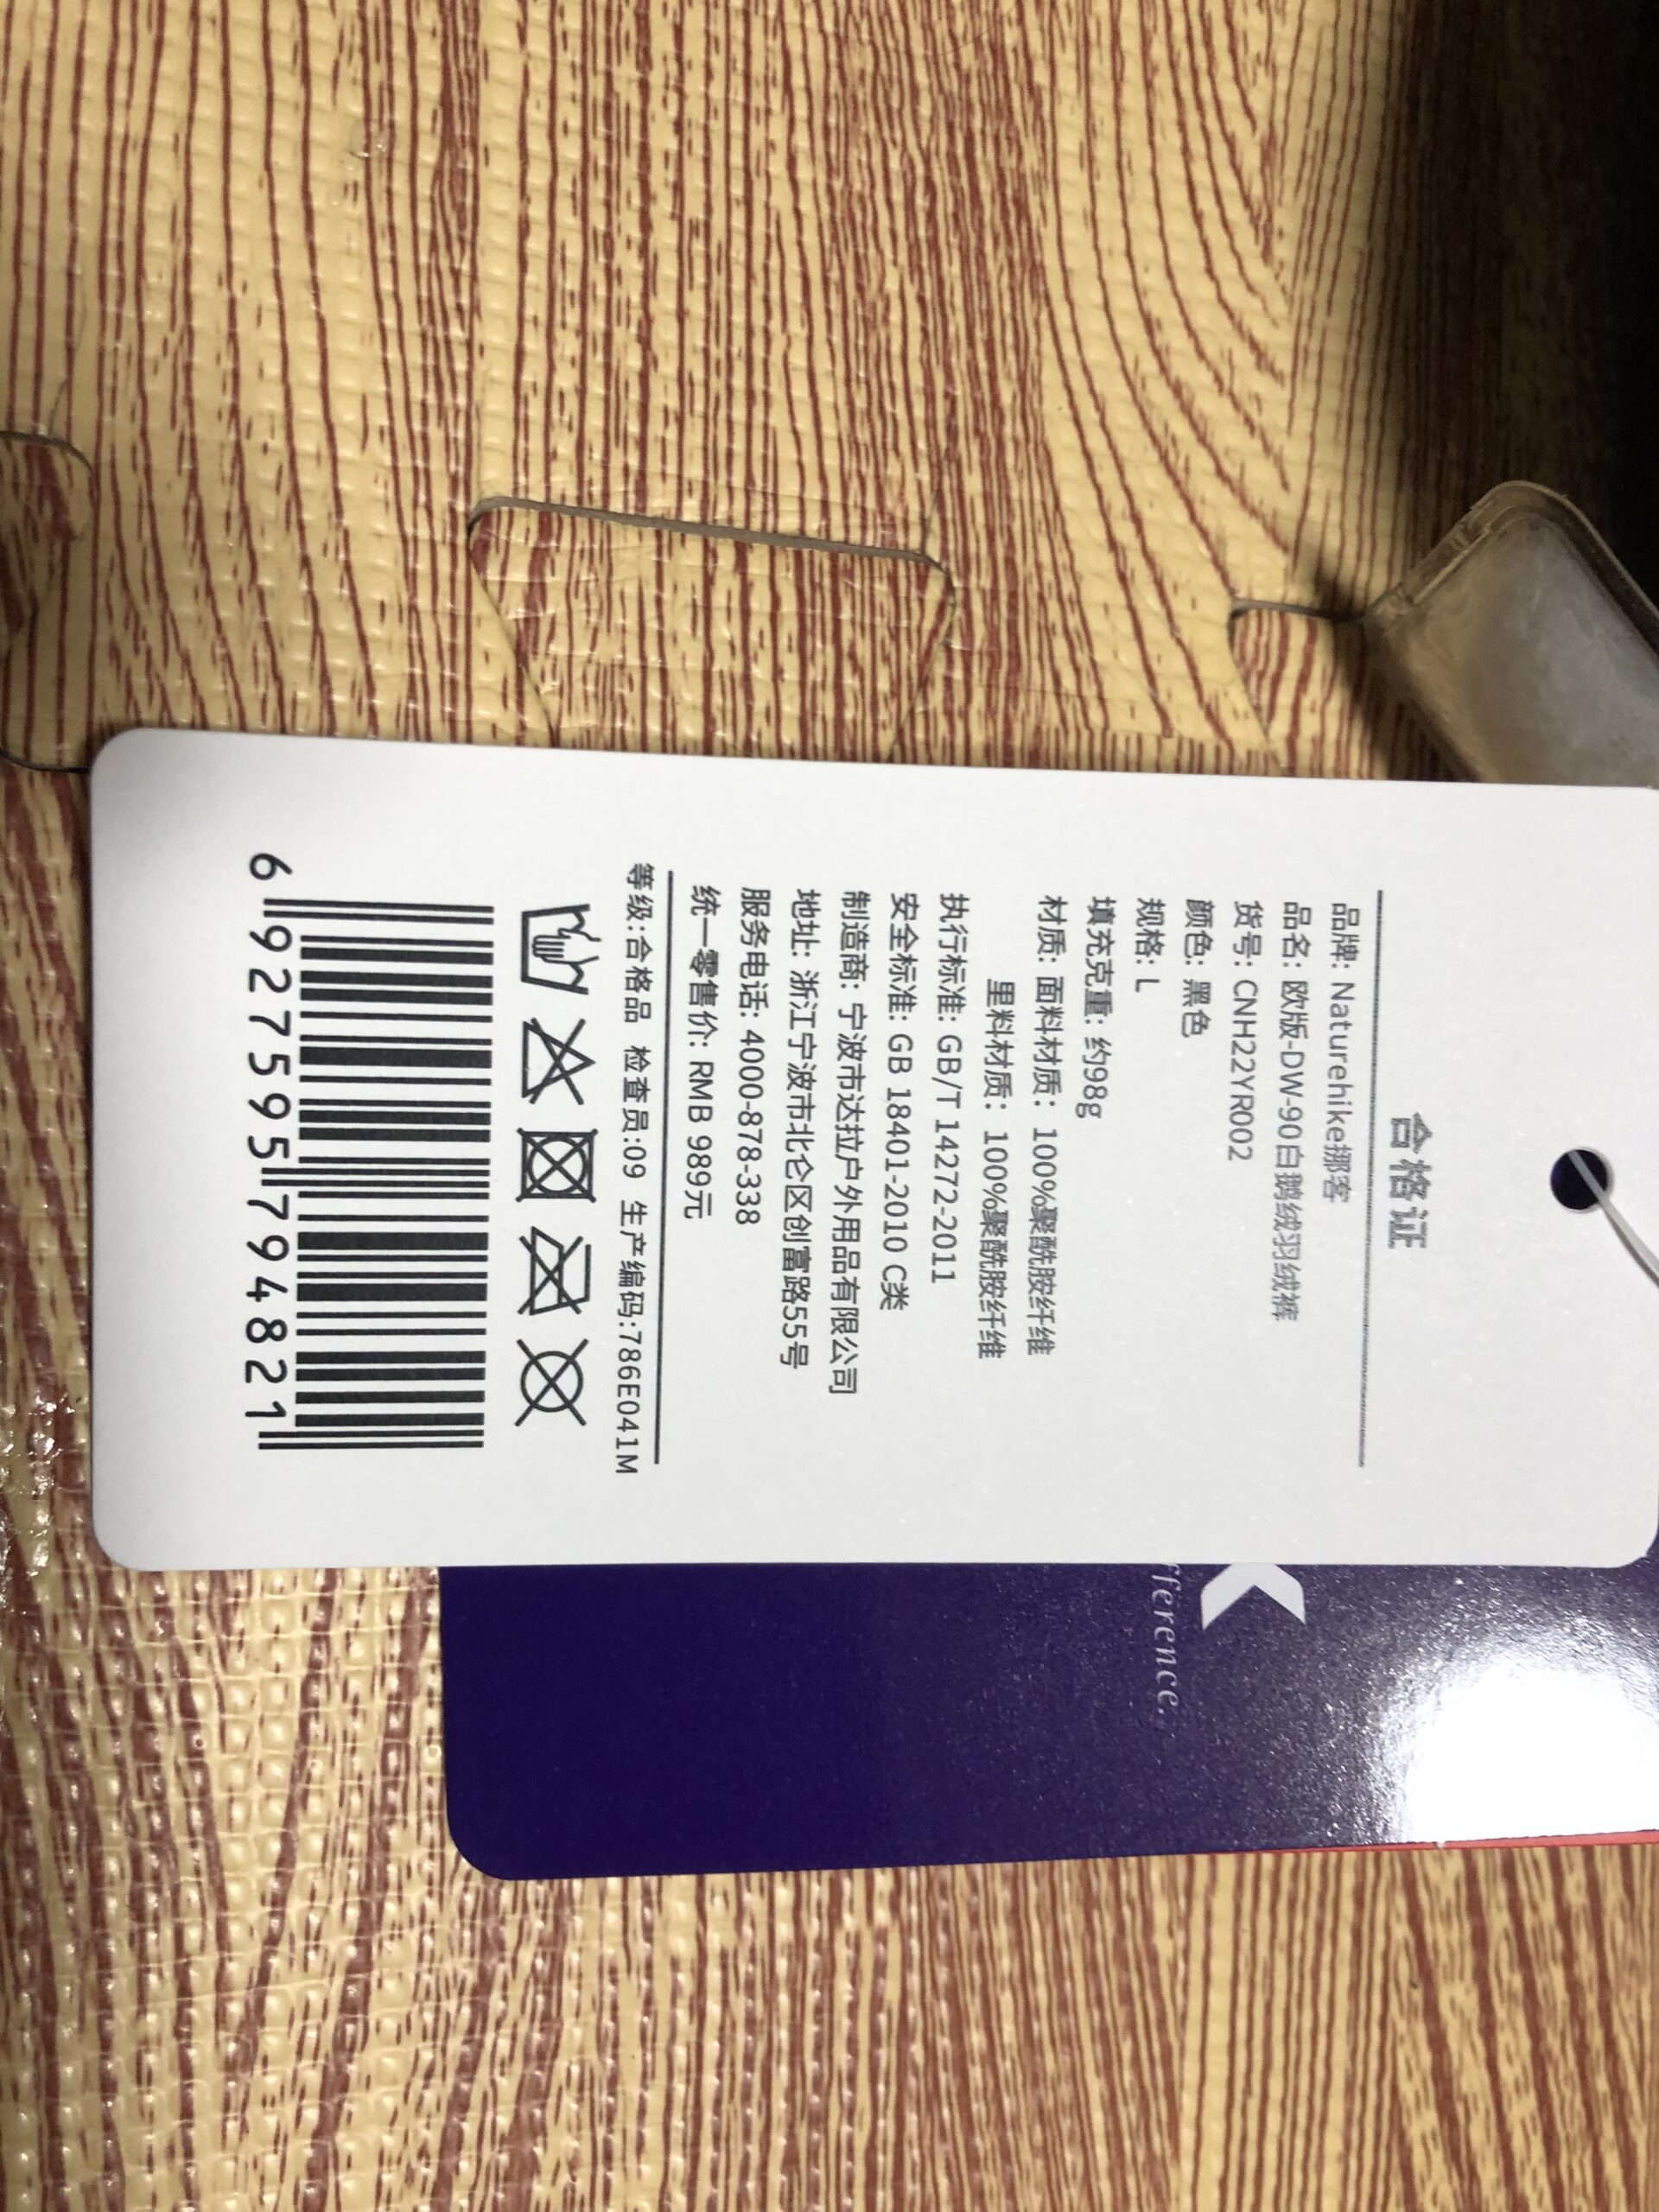 合格证
品牌: Naturehike挪客
品名: 欧版-DW-90白鹅绒羽绒裤
货号: CNH22YR002
颜色: 黑色
规格: L
填充克重: 约98g
材质: 面料材质: 100%聚酰胺纤维
里料材质: 100%聚酰胺纤维
执行标准: GB/T 14272-2011
安全标准: GB 18401-2010 C类
制造商: 宁波市达拉户外用品有限公司
地址: 浙江宁波市北仑区创富路55号
服务电话: 4000-878-338
统一零售价: RMB 989元
等级:合格品 检查员:09 生产编码:786E041M
6 927595 794821
fference.